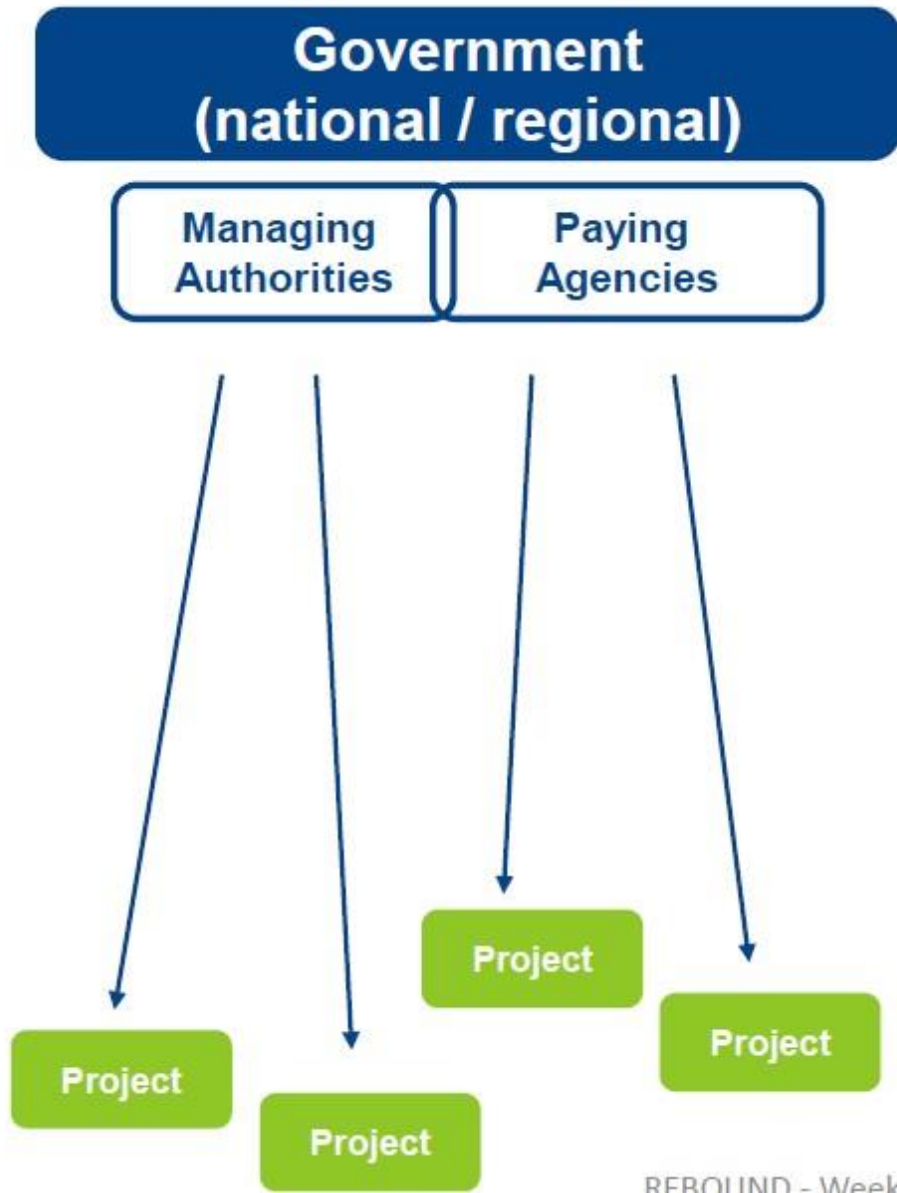 Government
(national / regional)
Managing
Authorities
Paying
Agencies
Project
Project
Project
Project
REBOUND - Week